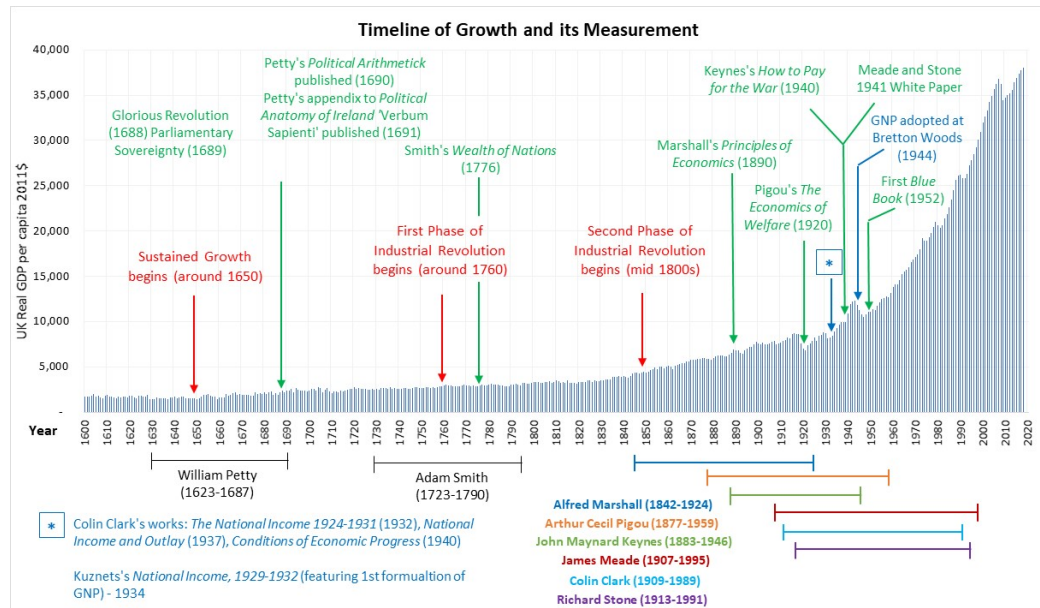 Timeline of Growth and its Measurement
40,000
35,000
30,000
25,000
20,000
15,000
10,000
5,000
-
UK Real GDP per capita 2011$
Glorious Revolution
(1688) Parliamentary
Sovereignty (1689)
Petty's Political Arithmetick
published (1690)
Petty's appendix to Political
Anatomy of Ireland 'Verbum
Sapienti' published (1691)
Smith's Wealth of Nations
(1776)
Keynes's How to Pay
for the War
(1940)
Meade and Stone
1941 White Paper
GNP adopted at
Bretton Woods
(1944)
Marshall's Principles of
Economics (1890)
Pigou's The
Economics of
Welfare (1920)
First Blue
Book (1952)
Sustained Growth
begins (around 1650)
First Phase of
Industrial Revolution
begins (around 1760)
Second Phase of
Industrial Revolution
begins (mid 1800s)
*
Year
1600
1610
1620
1630
1640
1650
1660
1670
1680
1690
1700
1710
1720
1730
1740
1750
1760
1770
1780
1790
1800
1810
1820
1830
1840
1850
1860
1870
1880
1890
1900
1910
1920
1930
1940
1950
1960
1970
1980
1990
2000
2010
2020
William Petty
(1623-1687)
Adam Smith
(1723-1790)
Alfred Marshall (1842-1924)
Arthur Cecil Pigou (1877-1959)
John Maynard Keynes (1883-1946)
James Meade (1907-1995)
Colin Clark (1909-1989)
Richard Stone (1913-1991)
* Colin Clark's works: The National Income 1924-1931 (1932), National
Income and Outlay (1937), Conditions of Economic Progress (1940)
Kuznets's National Income, 1929-1932 (featuring 1st formualtion of
GNP) - 1934